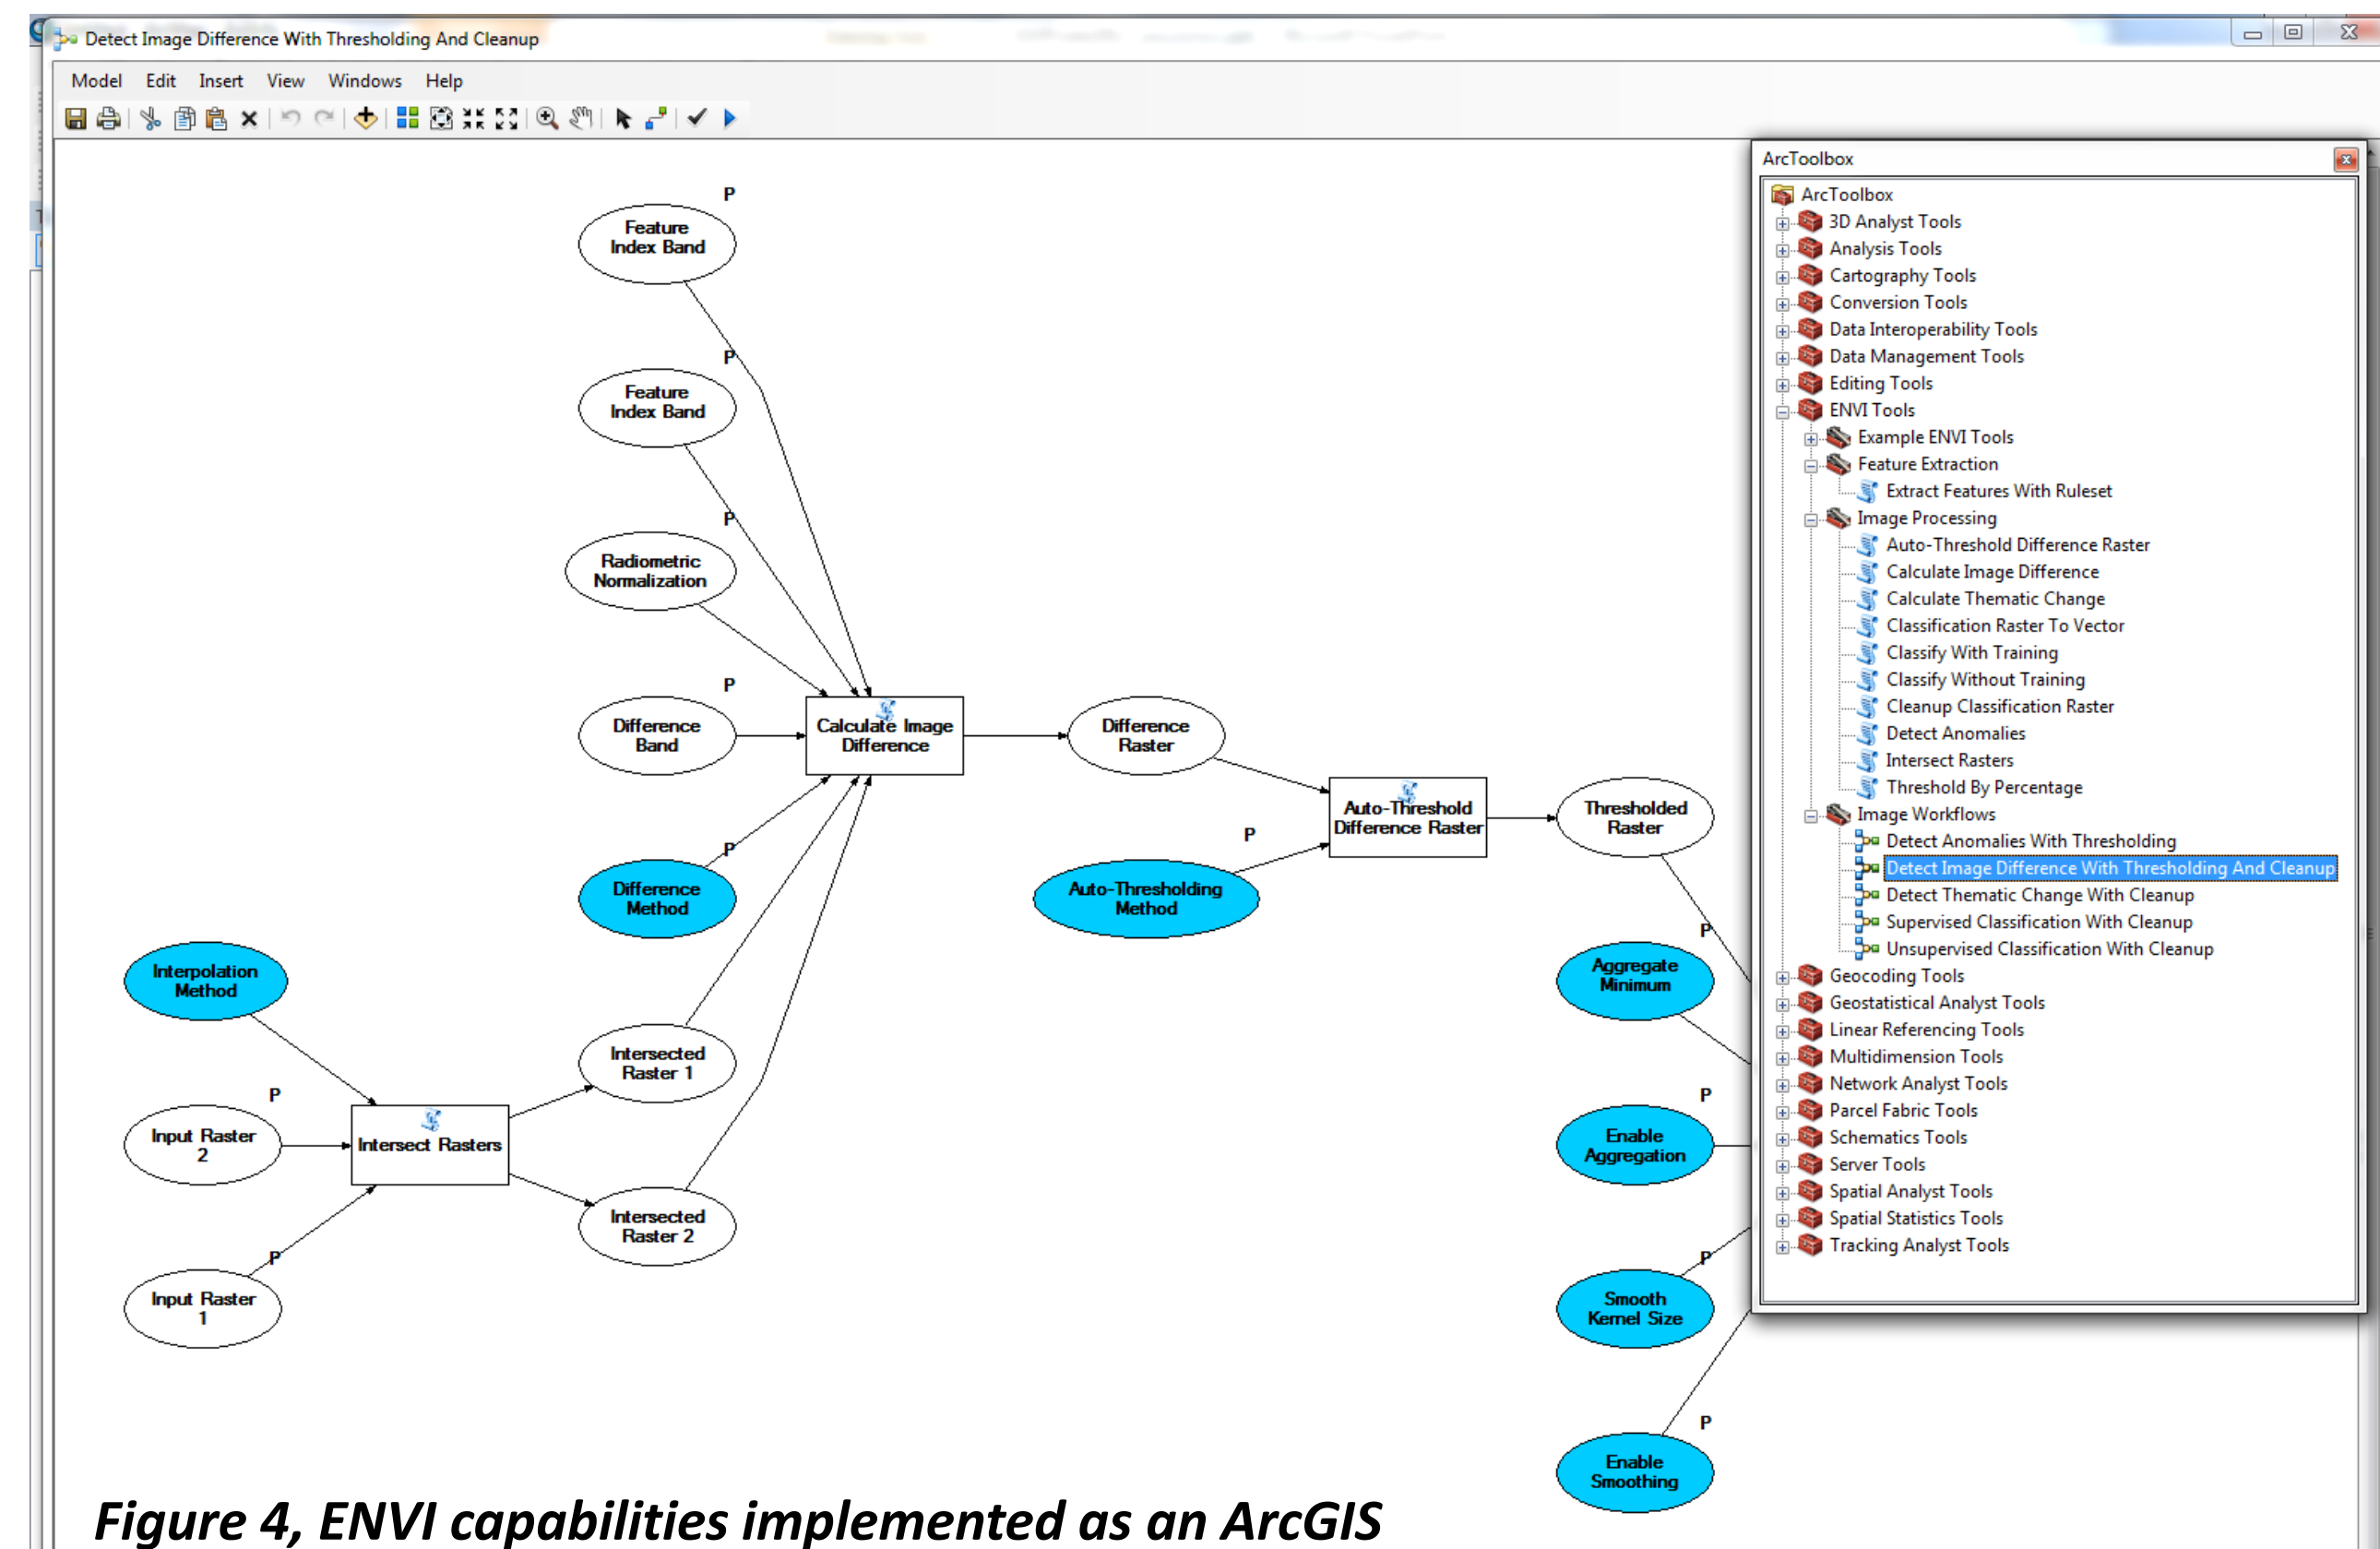 Detect Image Difference With Thresholding And Cleanup
Model Edit Insert View Windows Help
P
Feature
Index Band
P
Feature
Index Band
P
Radiometric
Normalization
P
Difference
Band
Calculate Image
Difference
Difference
Raster
P
Difference
Method
P
Auto-Thresholding
Method
Auto-Threshold
Difference Raster
Thresholded
Raster
Interpolation
Method
P
Input Raster
2
P
Input Raster
1
Intersect Rasters
Intersected
Raster 1
Intersected
Raster 2
P
Aggregate
Minimum
P
Enable
Aggregation
P
Smooth
Kernel Size
P
Enable
Smoothing
ArcToolbox
ArcToolbox
3D Analyst Tools
Analysis Tools
Cartography Tools
Conversion Tools
Data Interoperability Tools
Data Management Tools
Editing Tools
ENVI Tools
Example ENVI Tools
Feature Extraction
Extract Features With Ruleset
Image Processing
Auto-Threshold Difference Raster
Calculate Image Difference
Calculate Thematic Change
Classification Raster To Vector
Classify With Training
Classify Without Training
Cleanup Classification Raster
Detect Anomalies
Intersect Rasters
Threshold By Percentage
Image Workflows
Detect Anomalies With Thresholding
Detect Image Difference With Thresholding And Cleanup
Detect Thematic Change With Cleanup
Supervised Classification With Cleanup
Unsupervised Classification With Cleanup
Geocoding Tools
Geostatistical Analyst Tools
Linear Referencing Tools
Multidimension Tools
Network Analyst Tools
Parcel Fabric Tools
Schematics Tools
Server Tools
Spatial Analyst Tools
Spatial Statistics Tools
Tracking Analyst Tools
Figure 4, ENVI capabilities implemented as an ArcGIS